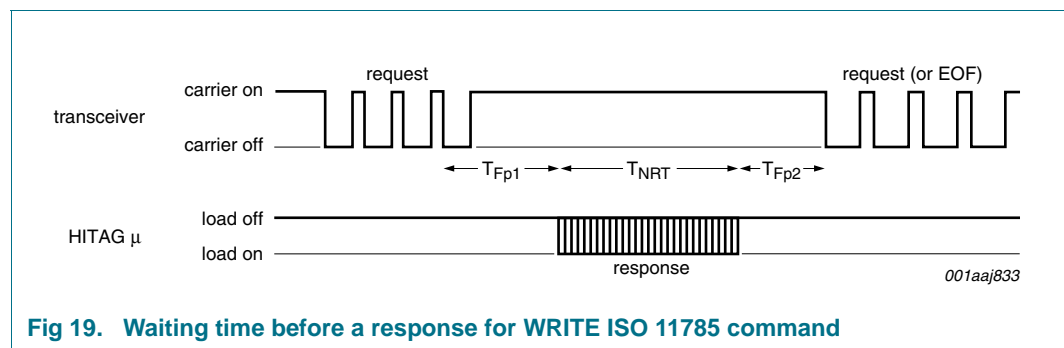 request
request (or EOF)
carrier on
transceiver
carrier off
TFp1
TNRT
TFp2
load off
HITAG μ
load on
response
001aaj833
Fig 19. Waiting time before a response for WRITE ISO 11785 command